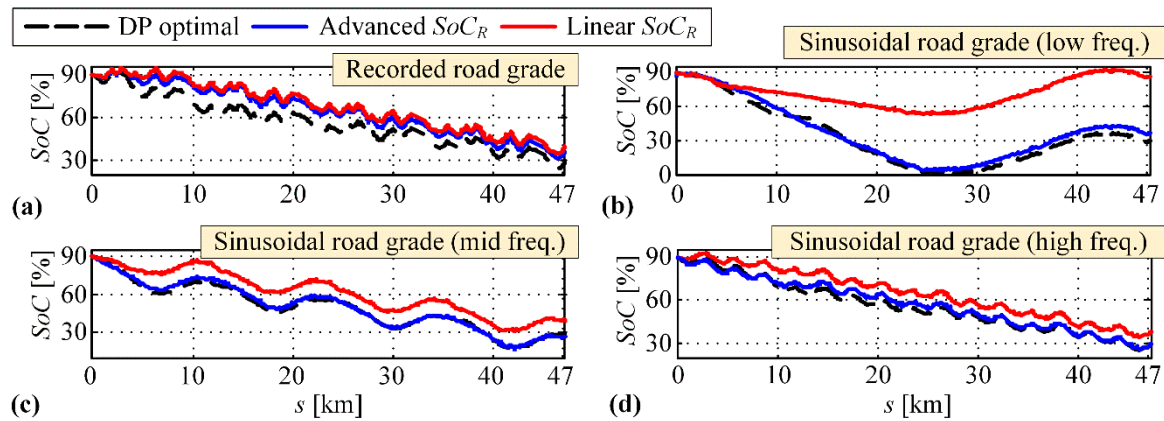 DP optimal Advanced SoC_R Linear SoC_R
Recorded road grade
SoC [%]
90
60
30
0 10 20 30 40 47
(a)
Sinusoidal road grade (low freq.)
SoC [%]
90
60
30
0
0 10 20 30 40 47
(b)
Sinusoidal road grade (mid freq.)
SoC [%]
90
60
30
0 10 20 30 40 47
(c) s [km]
Sinusoidal road grade (high freq.)
SoC [%]
90
60
30
0 10 20 30 40 47
(d) s [km]